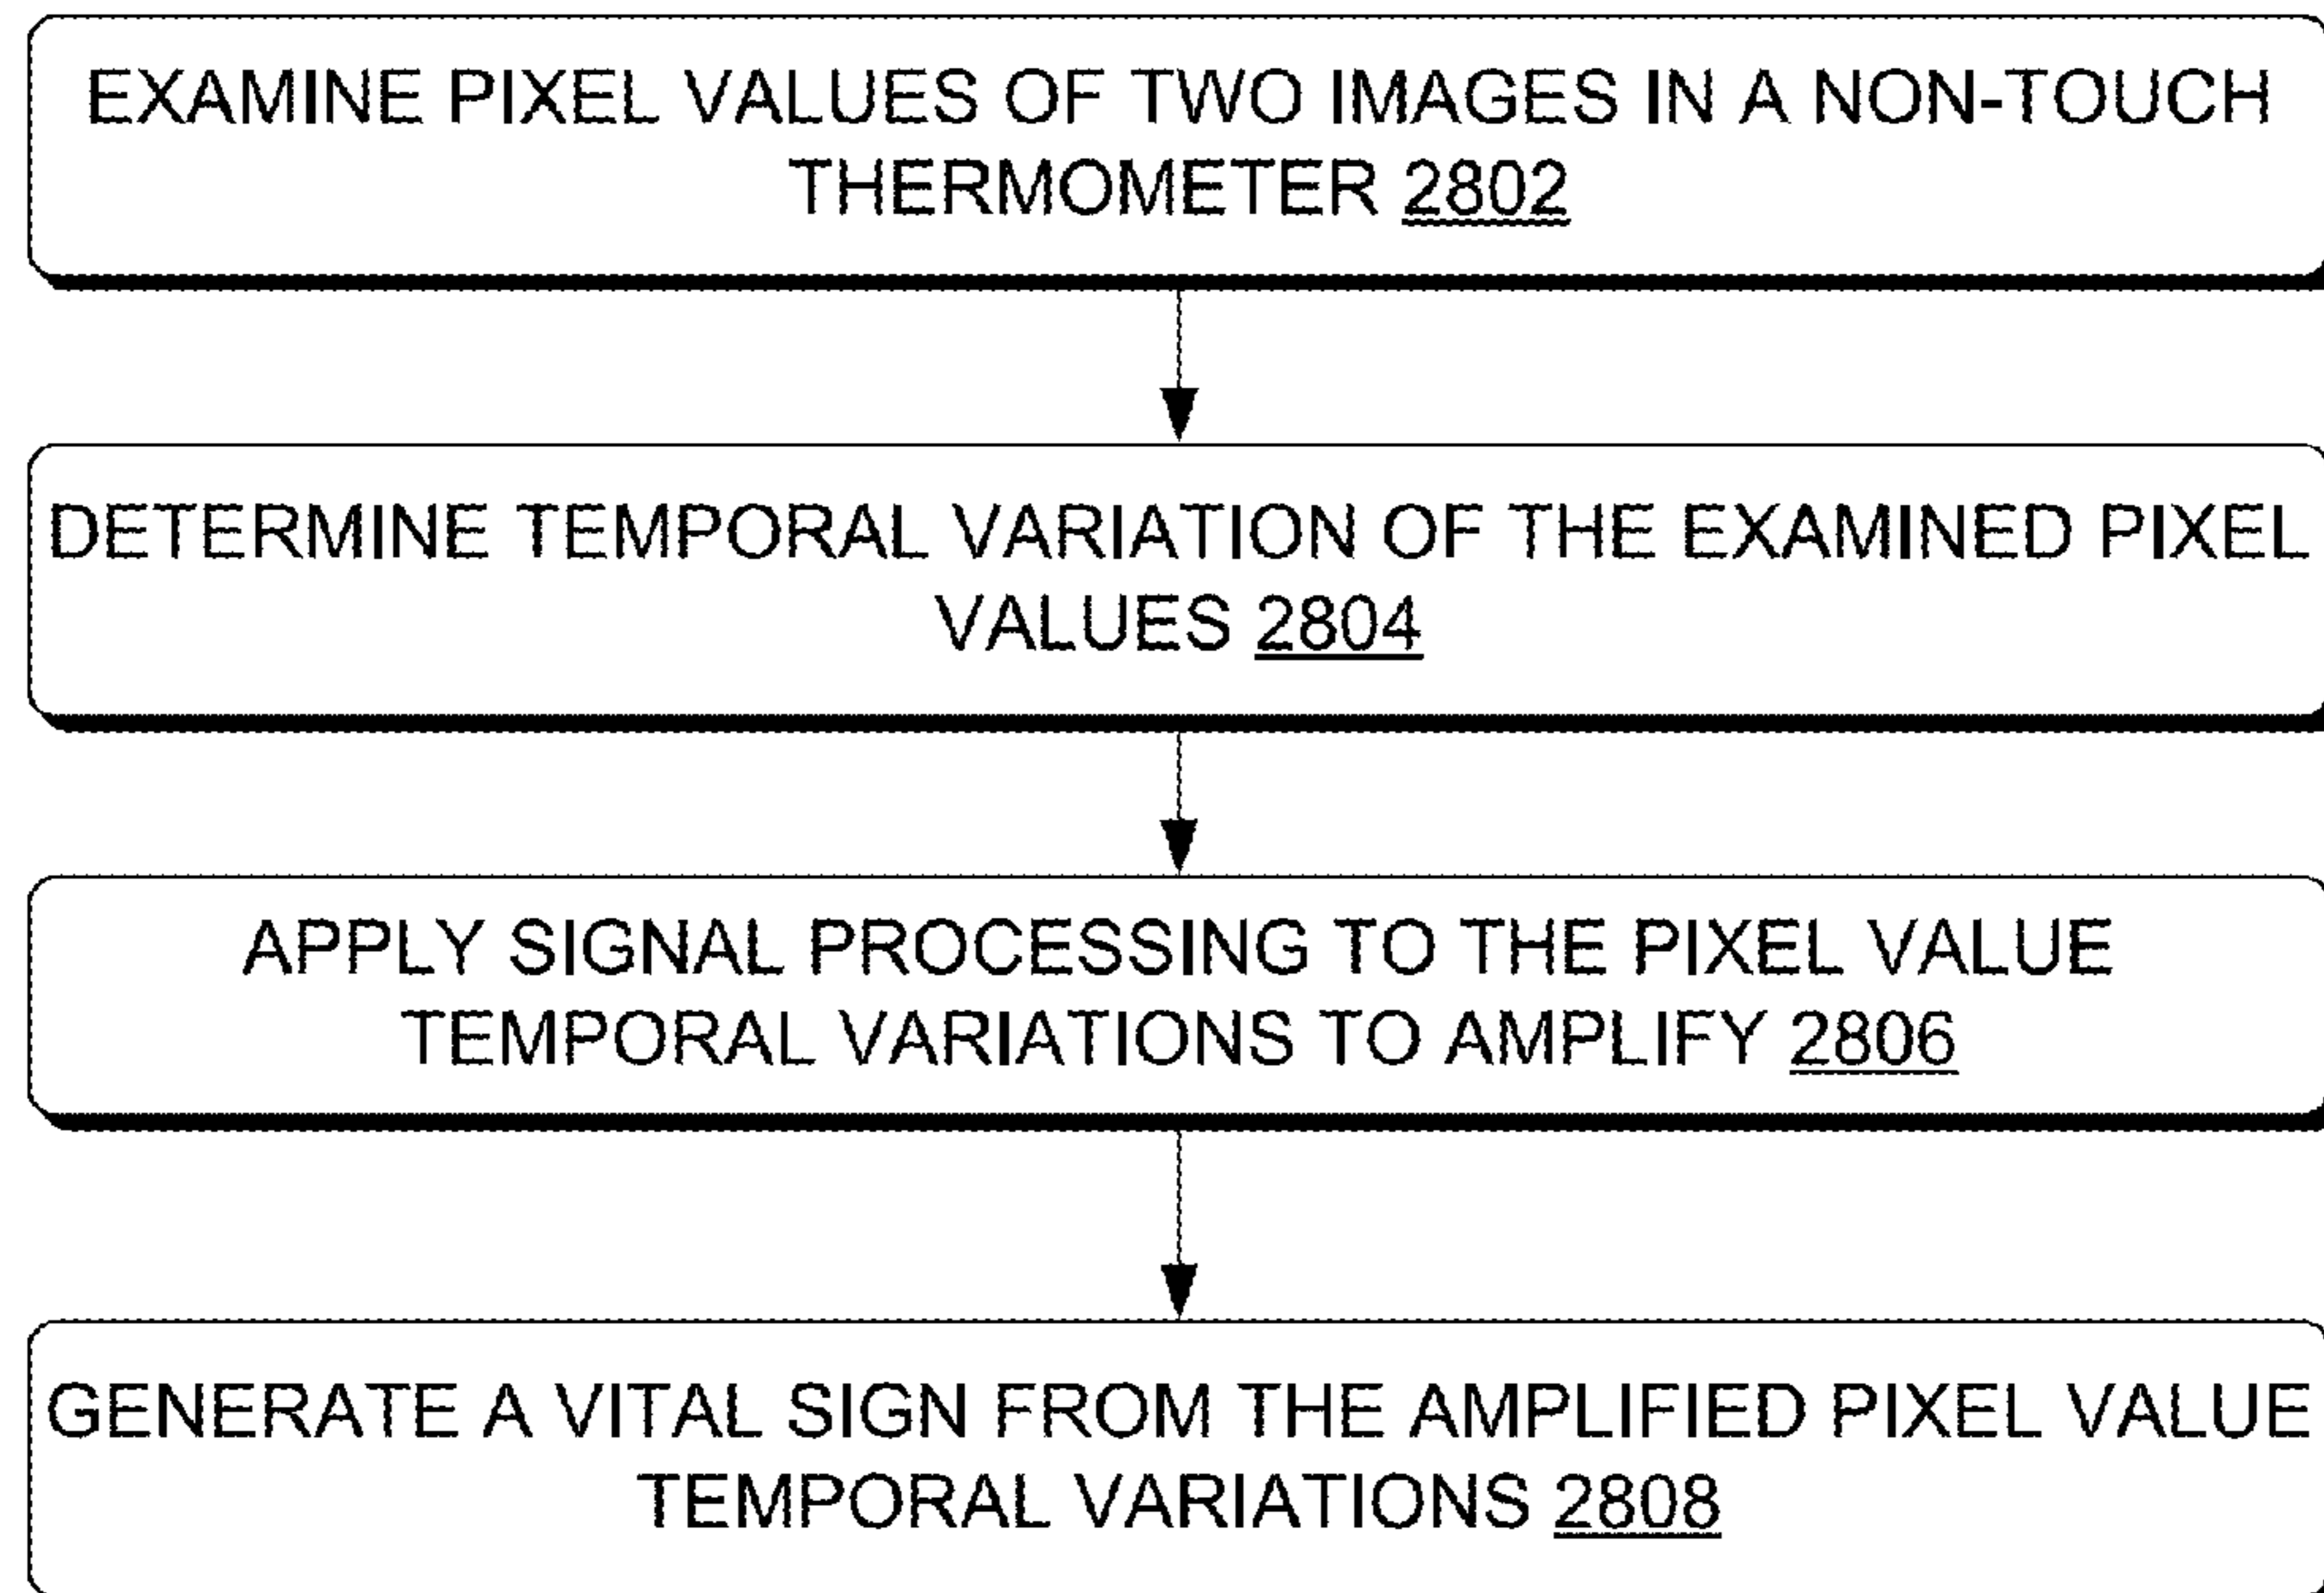 EXAMINE PIXEL VALUES OF TWO IMAGES IN A NON-TOUCH
THERMOMETER 2802
DETERMINE TEMPORAL VARIATION OF THE EXAMINED PIXEL
VALUES 2804
APPLY SIGNAL PROCESSING TO THE PIXEL VALUE
TEMPORAL VARIATIONS TO AMPLIFY 2806
GENERATE A VITAL SIGN FROM THE AMPLIFIED PIXEL VALUE
TEMPORAL VARIATIONS 2808